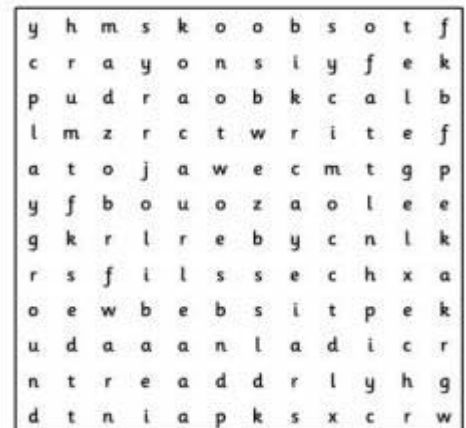 y h m s k o o b s o t f
c r a y o n s i y f e k
p u d r a o b k c a l b
l m z r c t w r i t e f
a t o j a w e c m t g p
y f b o u o z a o l e e
g k r l r e b y c n l k
r s f i l s s e c h x a
o e w b e b s i t p e k
u d a a a n l a d i c r
n t r e a d d r l y h g
d t n i a p k s x c r w